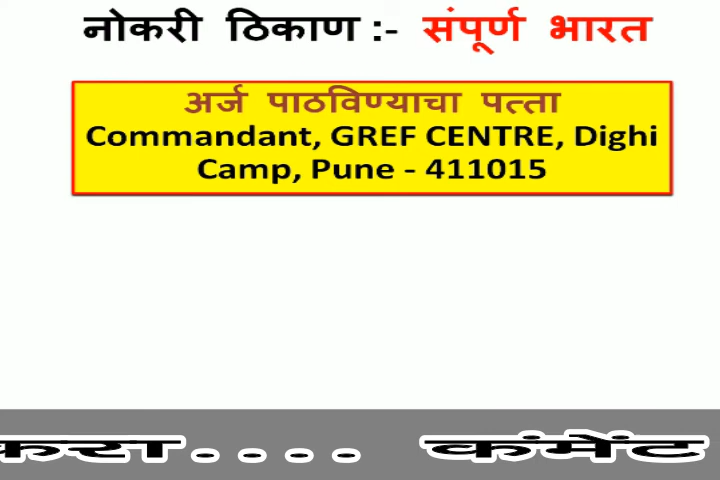 नोकरी ठिकाण :- संपूर्ण भारत
अर्ज पाठविण्याचा पत्ता
Commandant, GREF CENTRE, Dighi
Camp, Pune - 411015
करा.... कंमेंट